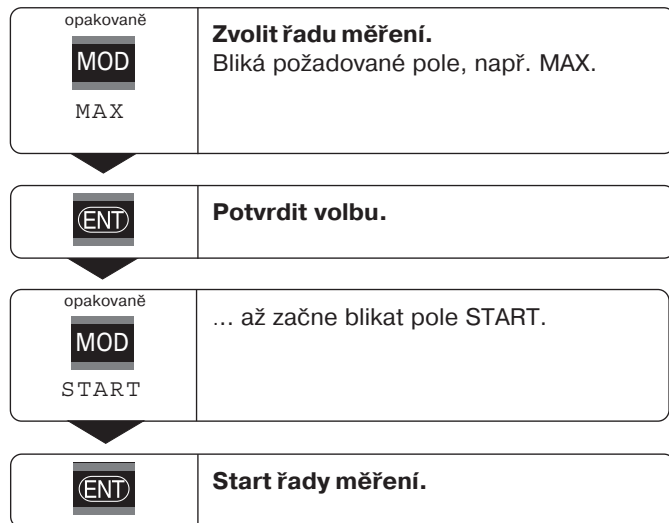 opakovaně
MOD
MAX
Zvolit řadu měření.
Bliká požadované pole, např. MAX.
ENT
Potvrdit volbu.
opakovaně
MOD
START
... až začne blikat pole START.
ENT
Start řady měření.